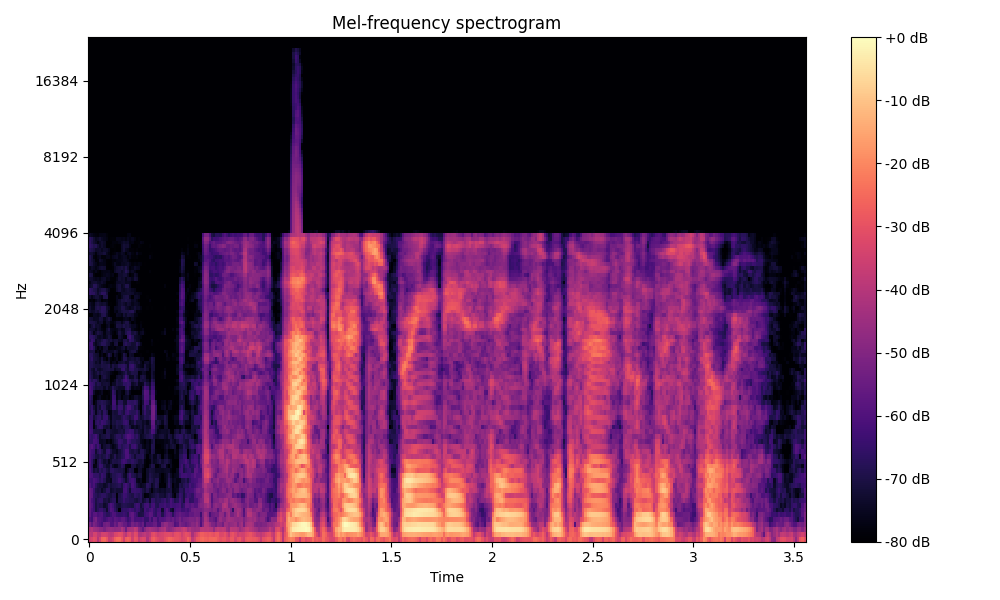 Mel-frequency spectrogram
Hz
16384
8192
4096
2048
1024
512
0
0 0.5 1 1.5 2 2.5 3 3.5
Time
+0 dB
-10 dB
-20 dB
-30 dB
-40 dB
-50 dB
-60 dB
-70 dB
-80 dB